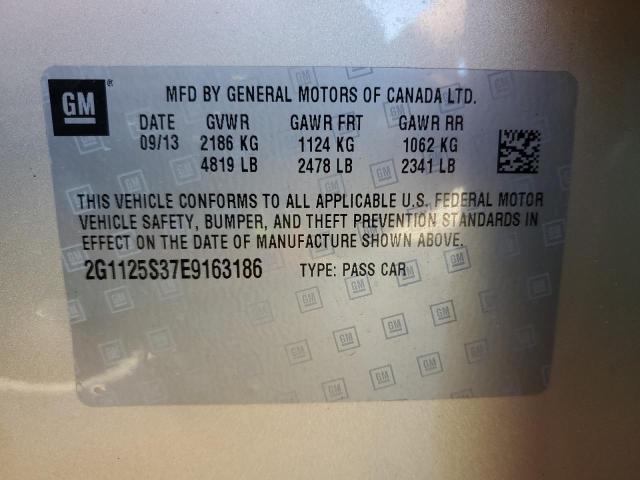 GM
MFD BY GENERAL MOTORS OF CANADA LTD.
DATE GVWR GAWR FRT GAWR RR
09/13 2186 KG 1124 KG 1062 KG
4819 LB 2478 LB 2341 LB
THIS VEHICLE CONFORMS TO ALL APPLICABLE U.S. FEDERAL MOTOR
VEHICLE SAFETY, BUMPER, AND THEFT PREVENTION STANDARDS IN
EFFECT ON THE DATE OF MANUFACTURE SHOWN ABOVE.
2G1125S37E9163186 TYPE: PASS CAR